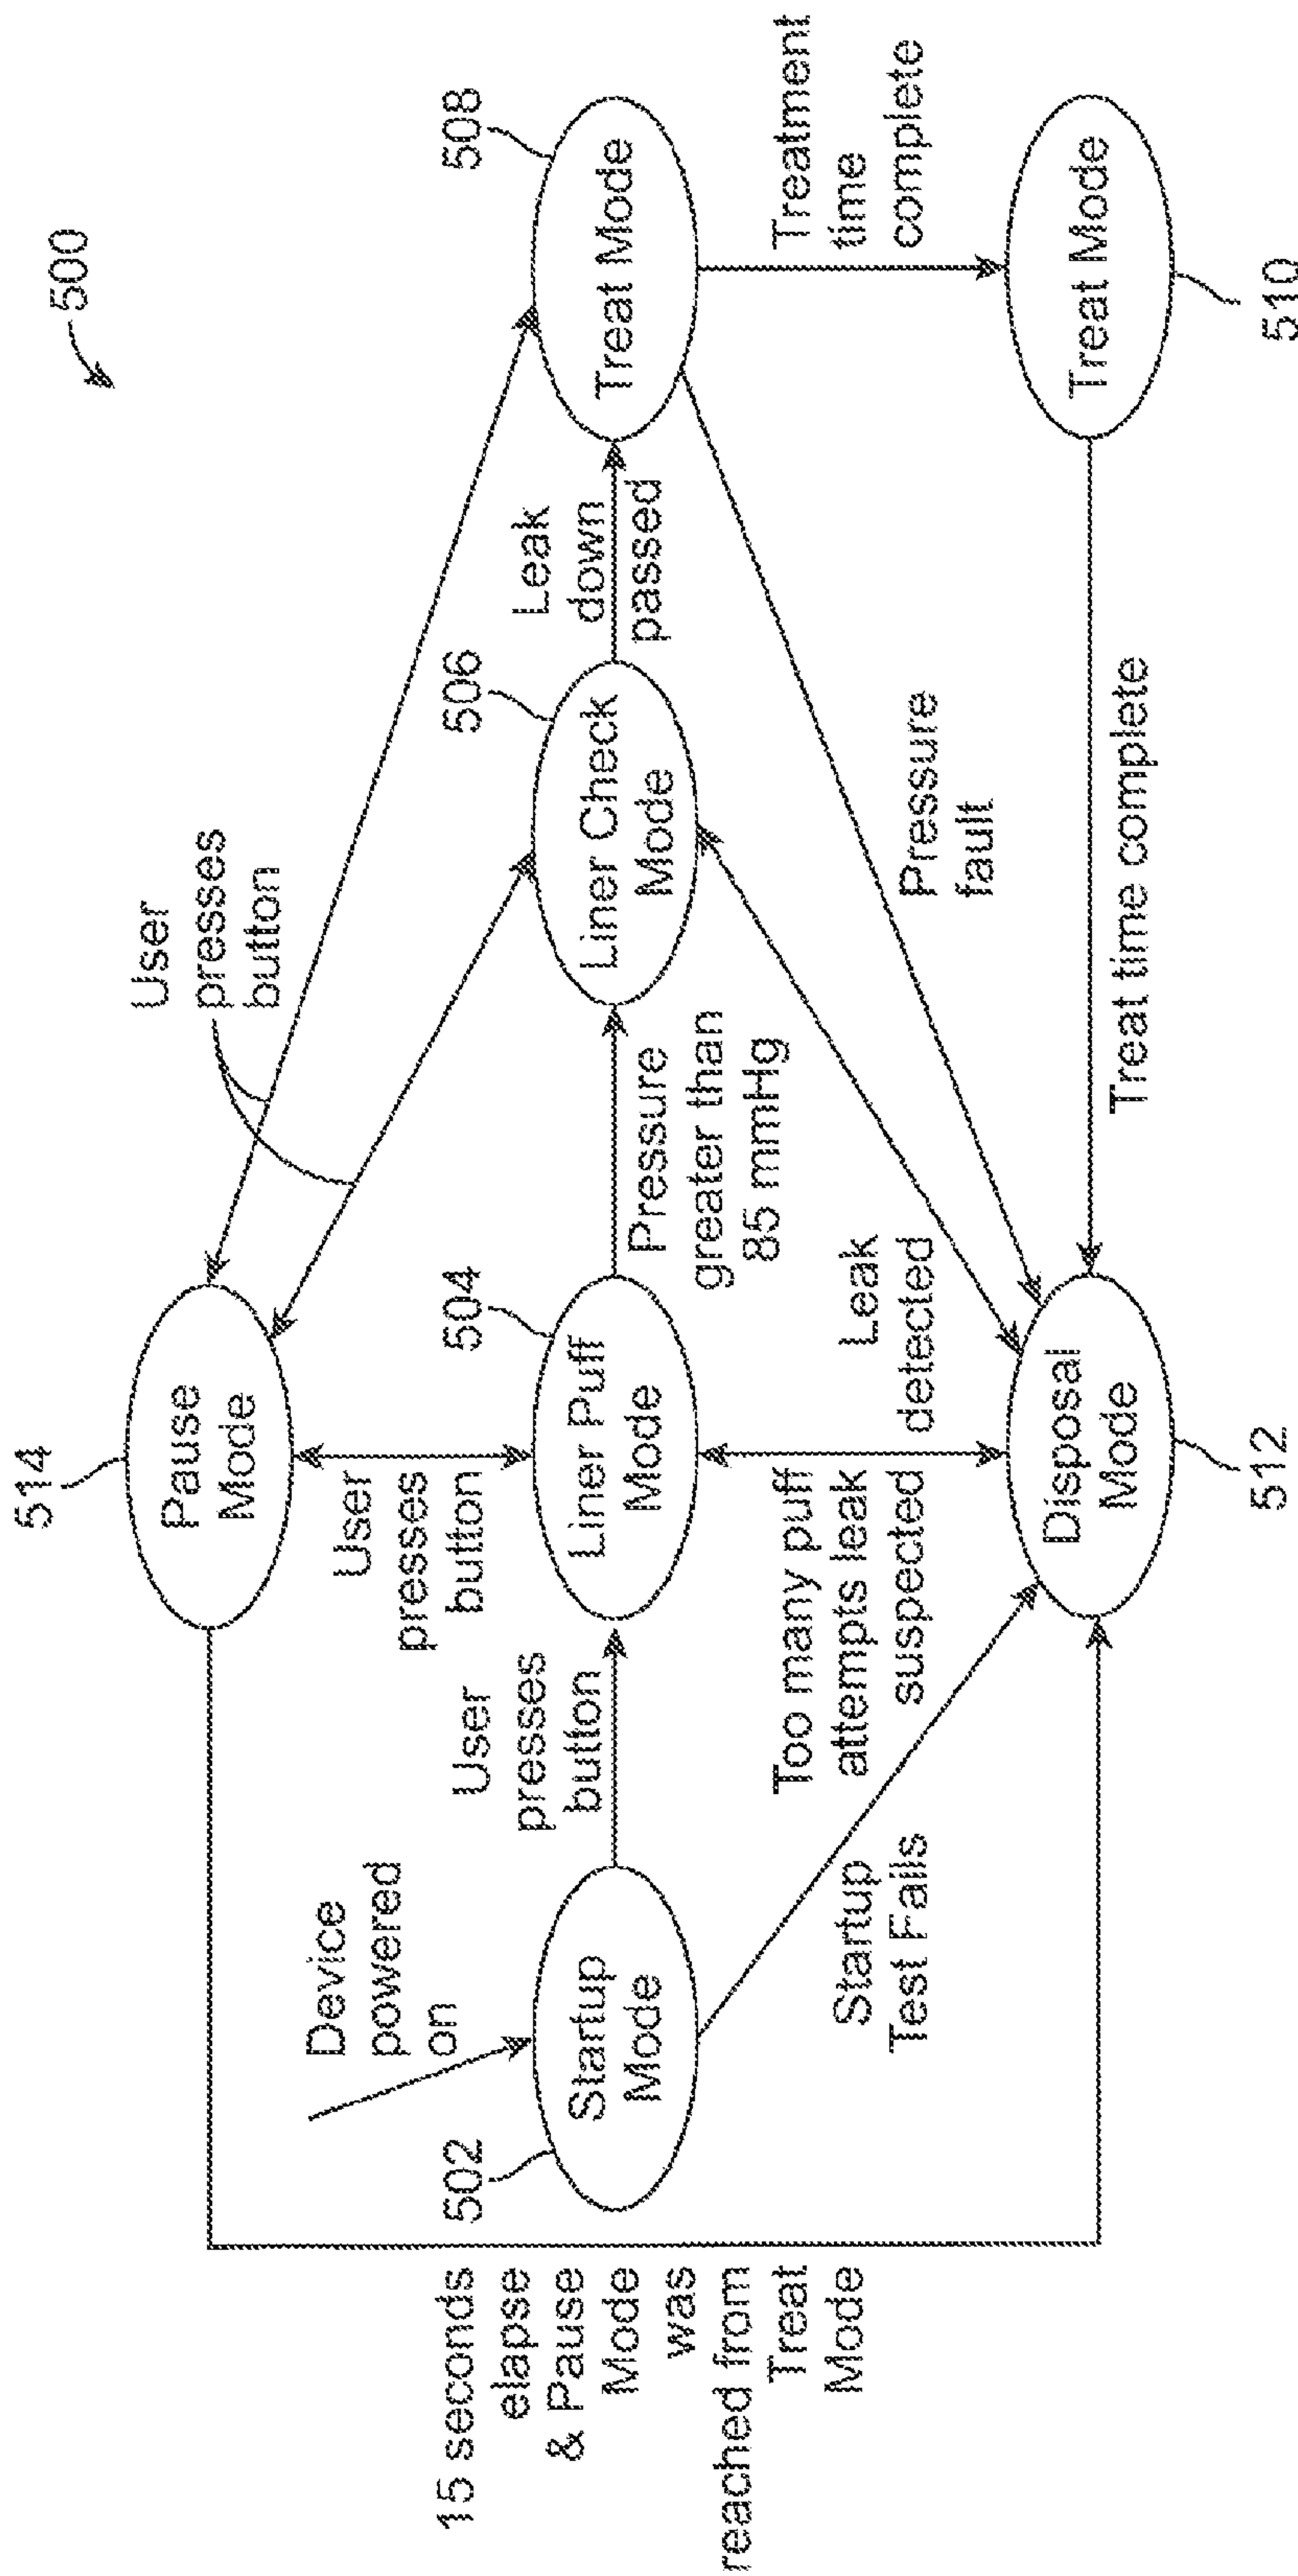 500
514
Pause
Mode
User
presses
button
508
Treat Mode
506
Liner Check
Mode
Leak
down
passed
504
Liner Puff
Mode
User
presses
button
Pressure
greater than
85 mmHg
Device
powered
on
502
Startup
Mode
User
presses
button
15 seconds
elapse
& Pause
Mode
was
reached from
Treat
Mode
Startup
Test Fails
Too many puff
attempts leak
suspected
Leak
detected
Pressure
fault
Treatment
time
complete
Disposal
Mode
512
Treat time complete
Treat Mode
510